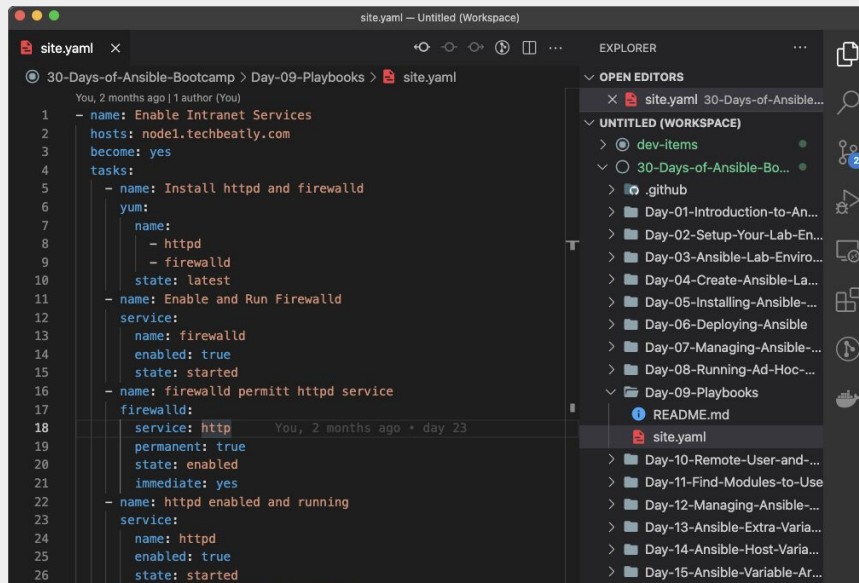 site.yaml — Untitled (Workspace)
site.yaml
30-Days-of-Ansible-Bootcamp > Day-09-Playbooks > site.yaml
You, 2 months ago | 1 author (You)
1 - name: Enable Intranet Services
2 hosts: node1.techbeatly.com
3 become: yes
4 tasks:
5 - name: Install httpd and firewalld
6 yum:
7 name:
8 - httpd
9 - firewalld
10 state: latest
11 - name: Enable and Run Firewalld
12 service:
13 name: firewalld
14 enabled: true
15 state: started
16 - name: firewalld permitt httpd service
17 firewalld:
18 service: http You, 2 months ago • day 23
19 permanent: true
20 state: enabled
21 immediate: yes
22 - name: httpd enabled and running
23 service:
24 name: httpd
25 enabled: true
26 state: started
EXPLORER
OPEN EDITORS
site.yaml 30-Days-of-Ansible...
UNTITLED (WORKSPACE)
dev-items
30-Days-of-Ansible-Bo...
.github
Day-01-Introduction-to-An...
Day-02-Setup-Your-Lab-En...
Day-03-Ansible-Lab-Enviro...
Day-04-Create-Ansible-La...
Day-05-Installing-Ansible-...
Day-06-Deploying-Ansible
Day-07-Managing-Ansible-...
Day-08-Running-Ad-Hoc-...
Day-09-Playbooks
README.md
site.yaml
Day-10-Remote-User-and-...
Day-11-Find-Modules-to-Use
Day-12-Managing-Ansible-...
Day-13-Ansible-Extra-Varia...
Day-14-Ansible-Host-Varia...
Day-15-Ansible-Variable-Ar...
2